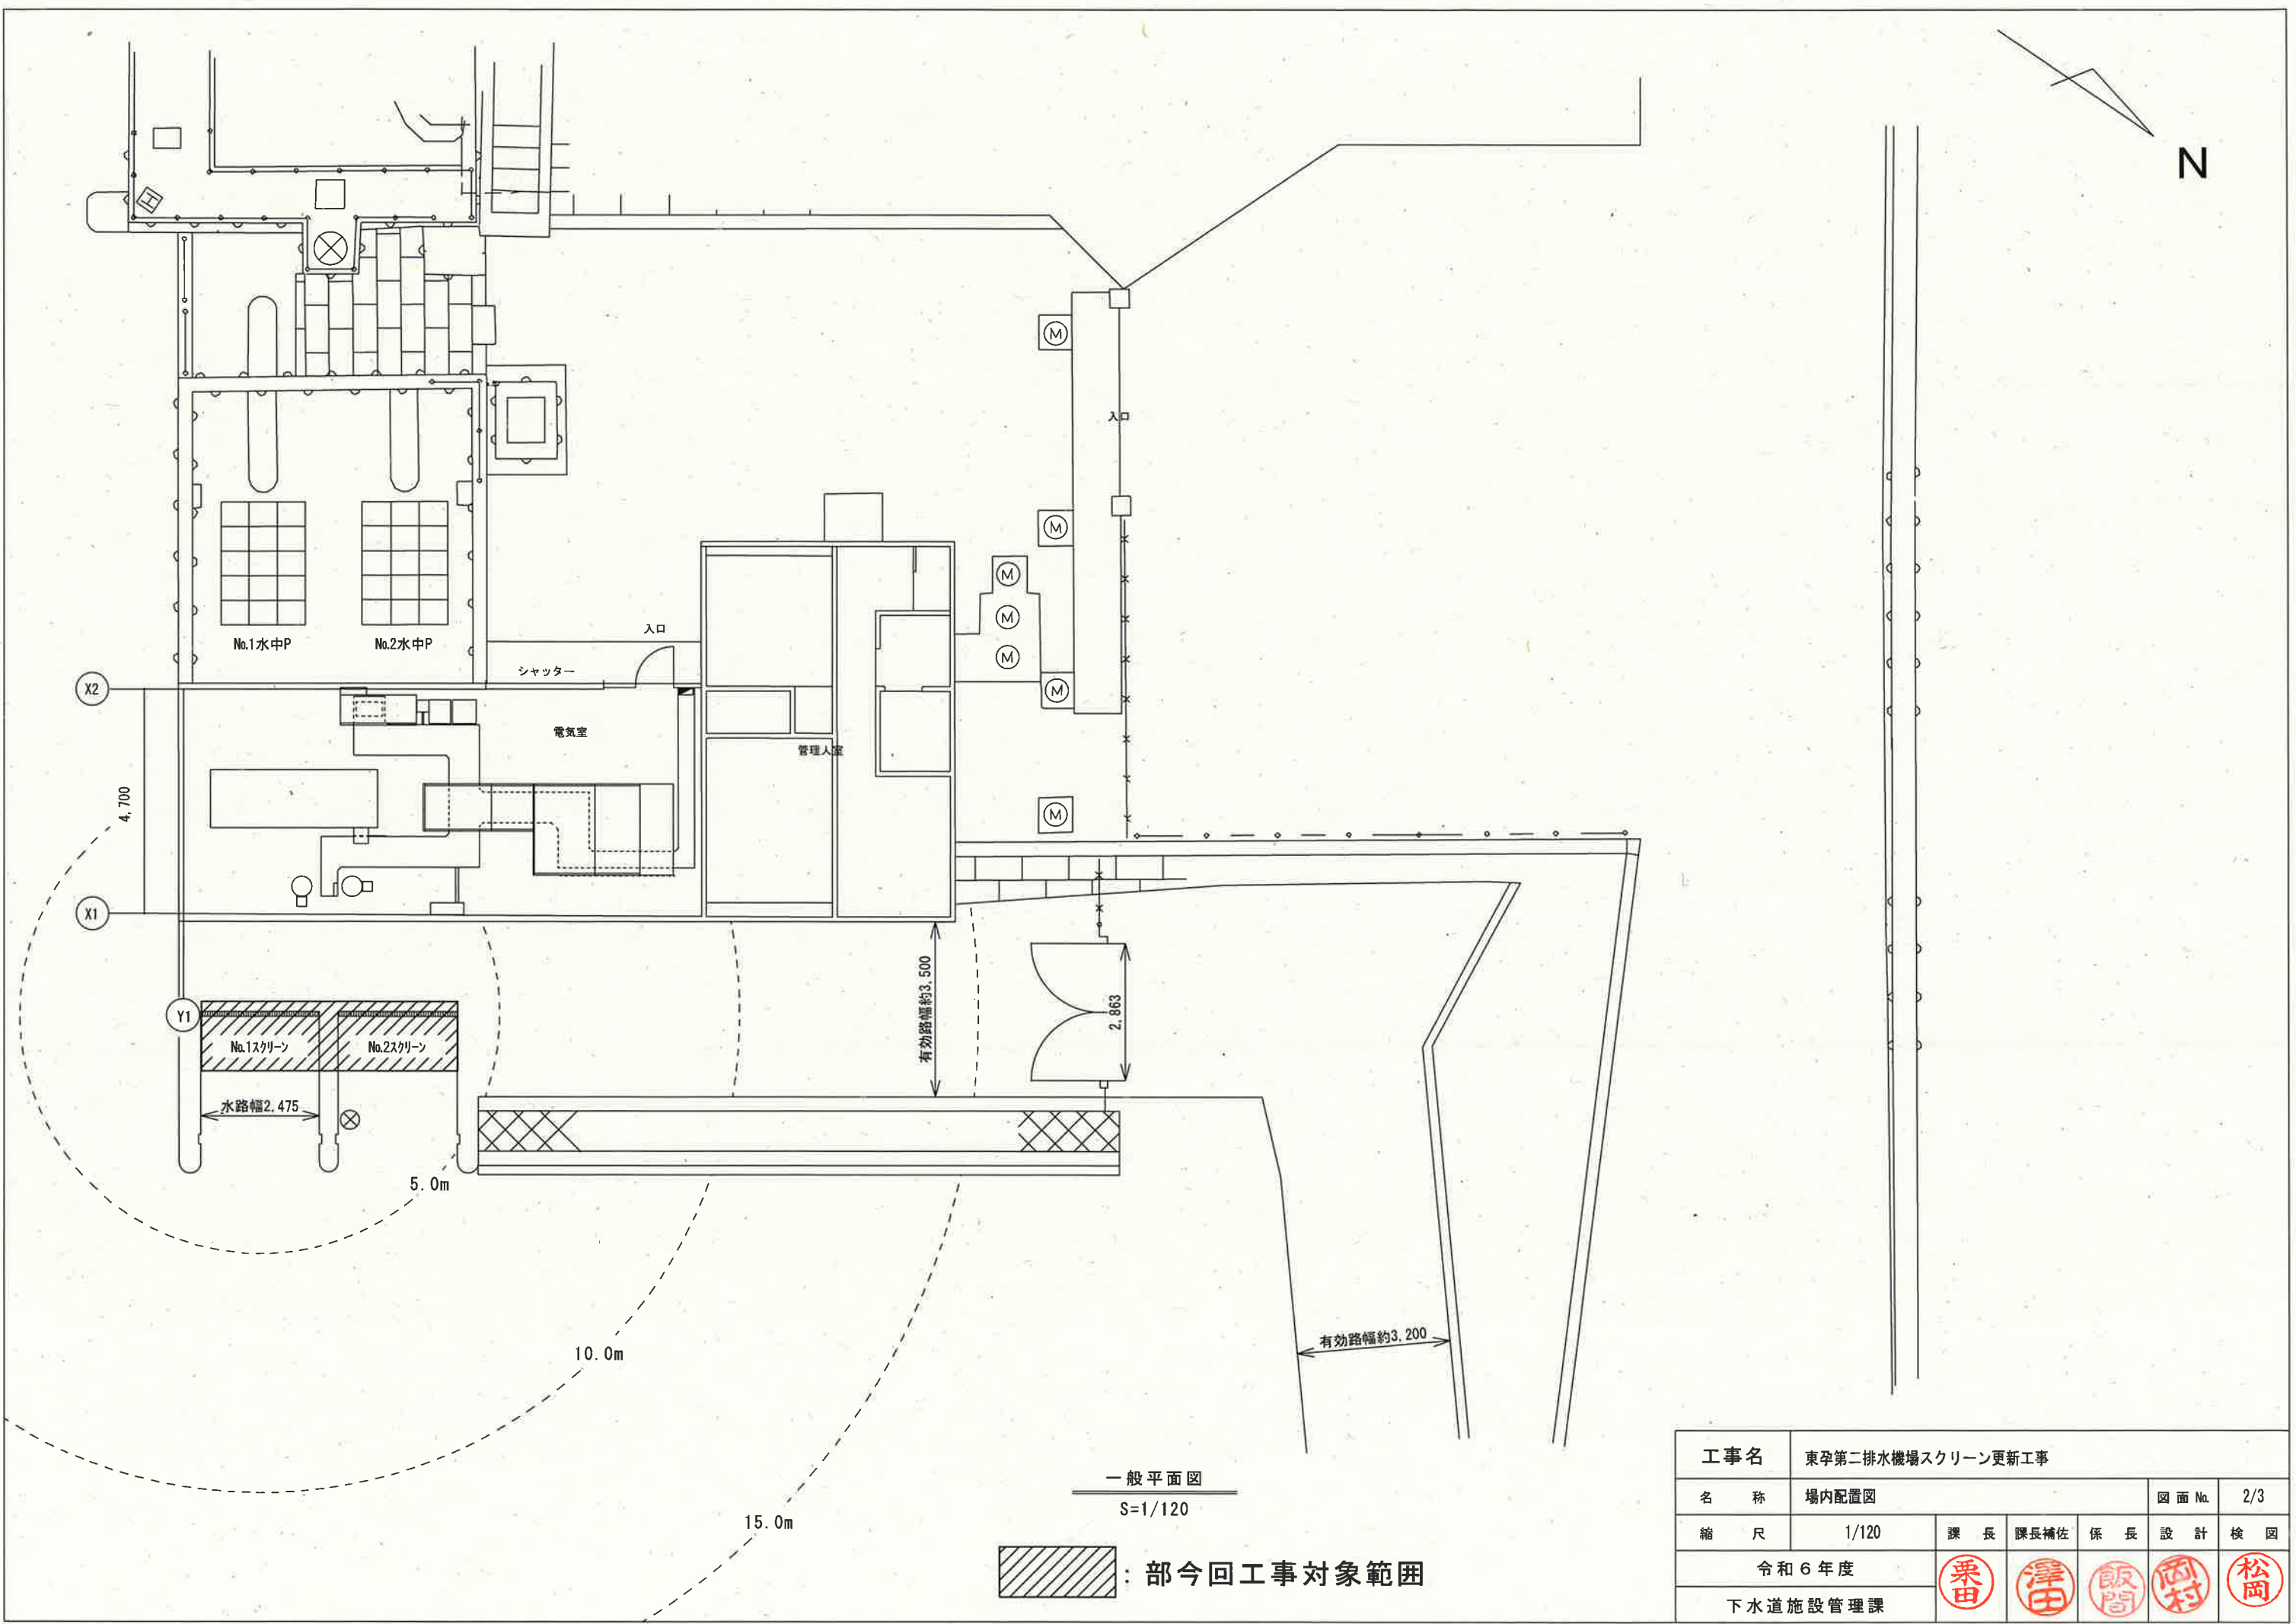 N
H
M
入口
M
M
M
M
M
M
No.1水中P
No.2水中P
入口
シャッター
X2
電気室
管理人室
4,700
X1
有効路幅約3,500
2,863
Y1
No.1スクリーン
No.2スクリーン
水路幅2,475
5.0m
10.0m
15.0m
有効路幅約3,200
一般平面図
S=1/120
：部今回工事対象範囲
工事名 東孕第二排水機場スクリーン更新工事
名称 場内配置図 図面No. 2/3
縮尺 1/120 課長 課長補佐 係長 設計 検図
令和6年度
下水道施設管理課
栗田 澤田 飯間 岡村 松岡